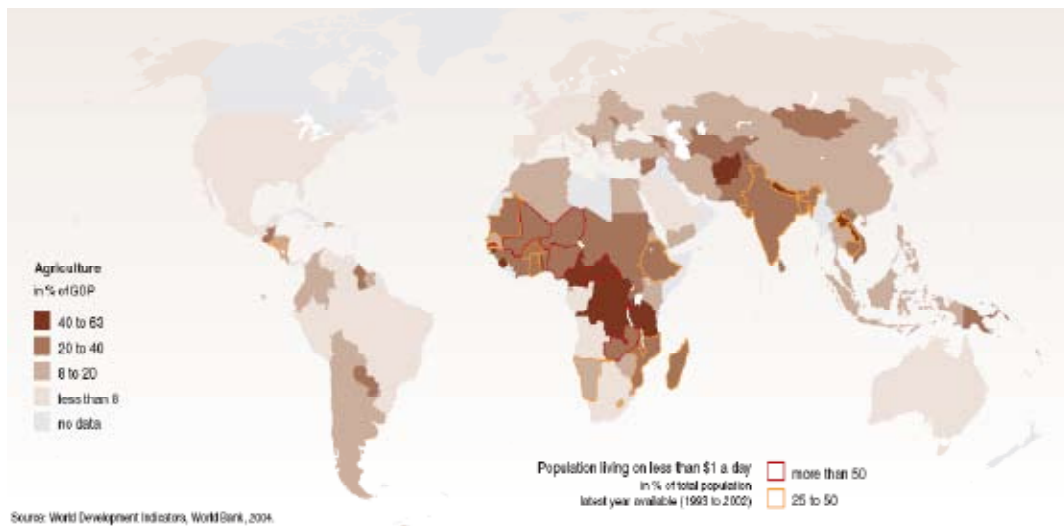 Agriculture
in % of GDP
40 to 63
20 to 40
8 to 20
less than 8
no data
Population living on less than $1 a day
in % of total population
latest year available (1993 to 2002)
more than 50
25 to 50
Source: World Development Indicators, World Bank, 2004.